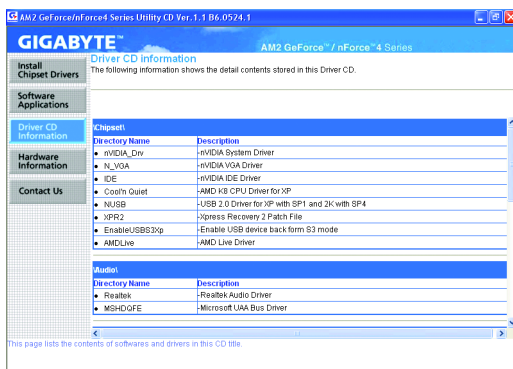 AM2 GeForce/nForce4 Series Utility CD Ver.1.1 B6.0524.1
GIGABYTE™
AM2 GeForce™/ nForce™4 Series
Install
Chipset Drivers
Software
Applications
Driver CD
Information
Hardware
Information
Contact Us
Driver CD information
The following information shows the detail contents stored in this Driver CD.
\Chipset\
Directory Name Description
• nVIDIA_Drv -nVIDIA System Driver
• N_VGA -nVIDIA VGA Driver
• IDE -nVIDIA IDE Driver
• Cool'n Quiet -AMD K8 CPU Driver for XP
• NUSB -USB 2.0 Driver for XP with SP1 and 2K with SP4
• XPR2 -Xpress Recovery 2 Patch File
• EnableUSBS3Xp -Enable USB device back form S3 mode
• AMDLive -AMD Live Driver
\Audio\
Directory Name Description
• Realtek -Realtek Audio Driver
• MSHDQFE -Microsoft UAA Bus Driver
This page lists the contents of softwares and drivers in this CD title.